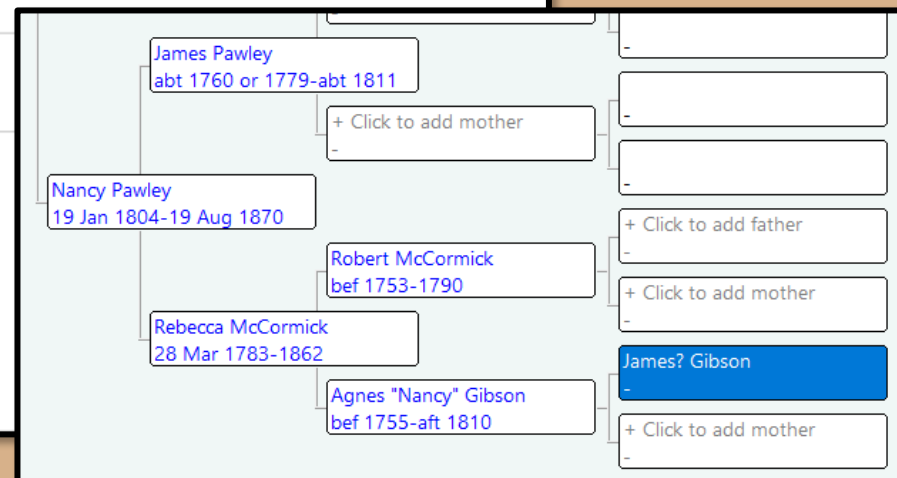 -
-
James Pawley
abt 1760 or 1779-abt 1811
-
+ Click to add mother
-
-
Nancy Pawley
19 Jan 1804-19 Aug 1870
+ Click to add father
-
Robert McCormick
bef 1753-1790
+ Click to add mother
-
Rebecca McCormick
28 Mar 1783-1862
James? Gibson
-
Agnes "Nancy" Gibson
bef 1755-aft 1810
+ Click to add mother
-